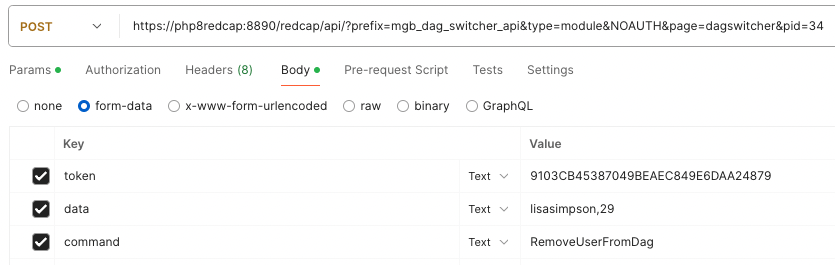 POST https://php8redcap:8890/redcap/api/?prefix=mgb_dag_switcher_api&type=module&NOAUTH&page=dagswitcher&pid=34
Params Authorization Headers (8) Body Pre-request Script Tests Settings
none form-data x-www-form-urlencoded raw binary GraphQL
Key Value
token Text 9103CB45387049BEAEC849E6DAA24879
data Text lisasimpson,29
command Text RemoveUserFromDag